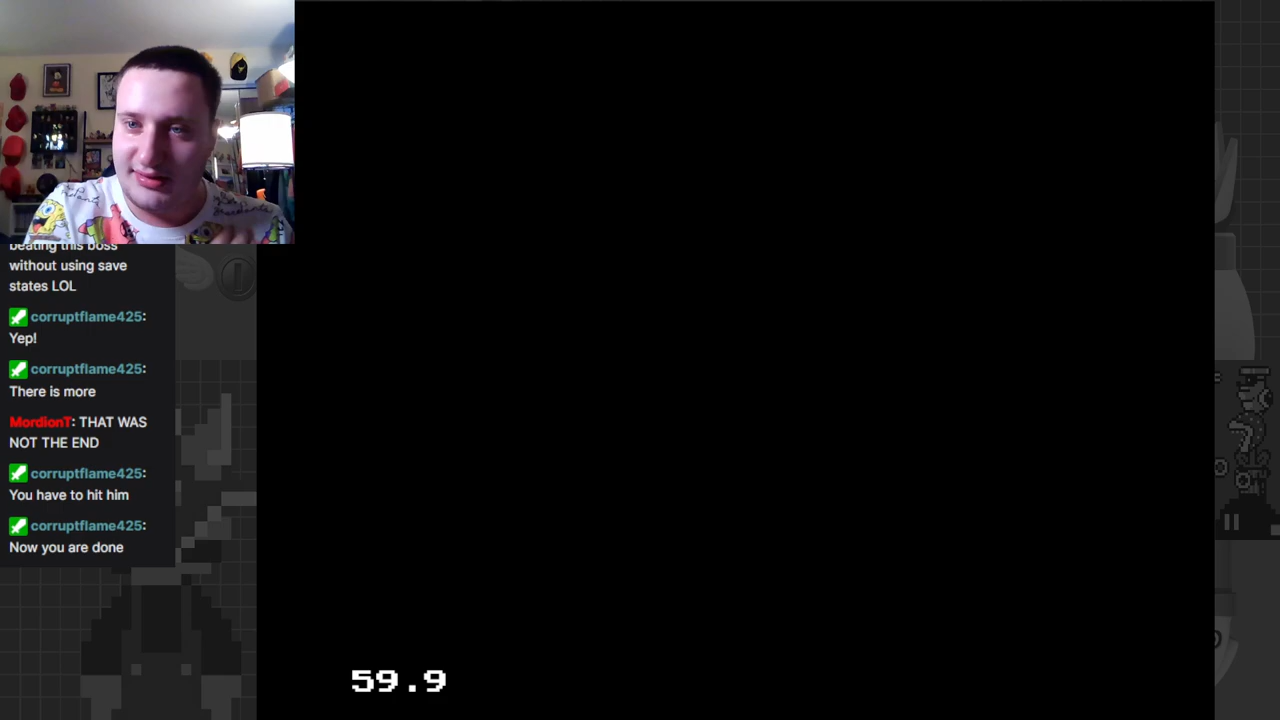 beating this boss
without using save
states LOL
corruptflame425:
Yep!
corruptflame425:
There is more
MordionT: THAT WAS
NOT THE END
corruptflame425:
You have to hit him
corruptflame425:
Now you are done
59.9